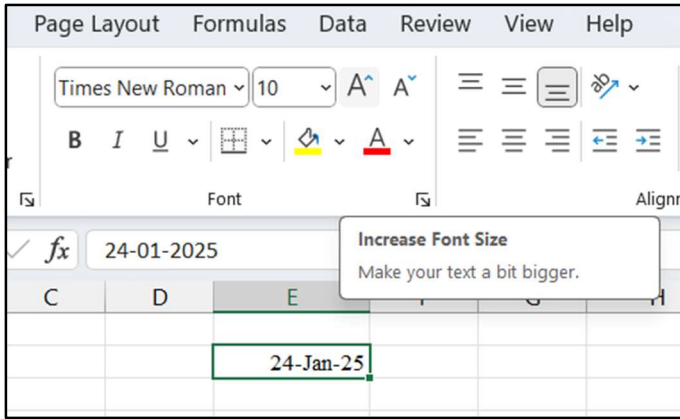 Page Layout Formulas Data Review View Help
Times New Roman 10 A A ab
B I U A
Font
fx 24-01-2025
Increase Font Size
Make your text a bit bigger.
C D E H
24-Jan-25